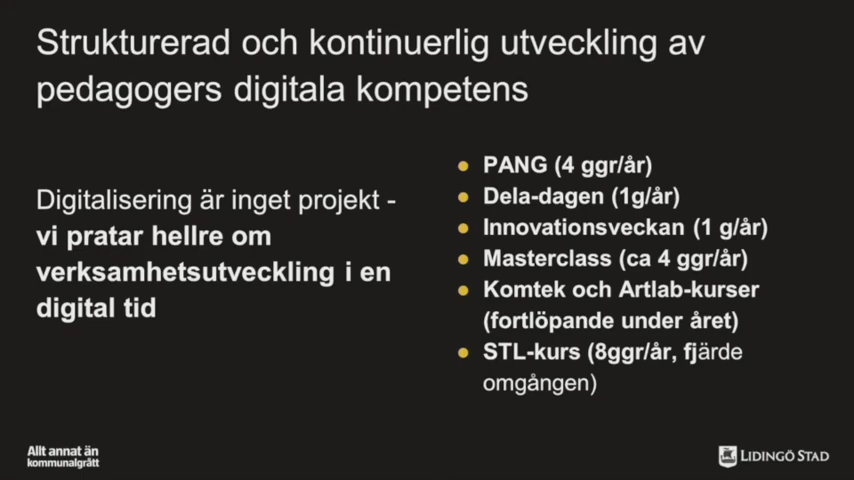 Strukturerad och kontinuerlig utveckling av
pedagogers digitala kompetens
Digitalisering är inget projekt -
vi pratar hellre om
verksamhetsutveckling i en
digital tid
PANG (4 ggr/år)
Dela-dagen (1g/år)
Innovationsveckan (1 g/år)
Masterclass (ca 4 ggr/år)
Komtek och Artlab-kurser
(fortlöpande under året)
STL-kurs (8ggr/år, fjärde
omgången)
Allt annat än
kommunalgrått
LIDINGÖ STAD